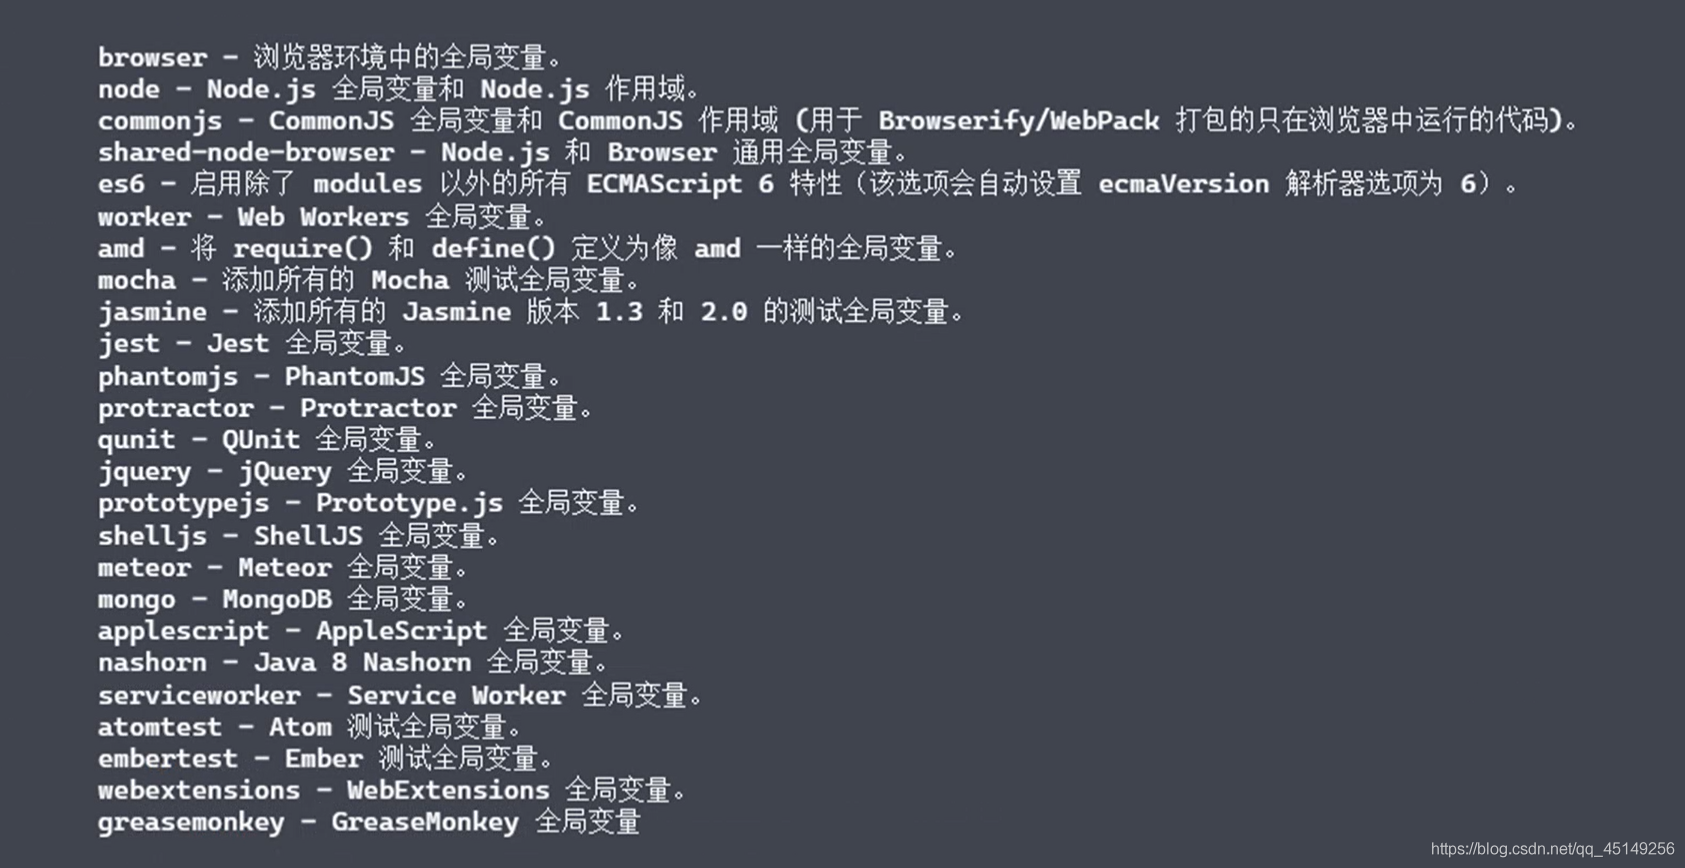 browser - 浏览器环境中的全局变量。
node - Node.js 全局变量和 Node.js 作用域。
commonjs - CommonJS 全局变量和 CommonJS 作用域 (用于 Browserify/WebPack 打包的只在浏览器中运行的代码)。
shared-node-browser - Node.js 和 Browser 通用全局变量。
es6 - 启用除了 modules 以外的所有 ECMAScript 6 特性（该选项会自动设置 ecmaVersion 解析器选项为 6）。
worker - Web Workers 全局变量。
amd - 将 require() 和 define() 定义为像 amd 一样的全局变量。
mocha - 添加所有的 Mocha 测试全局变量。
jasmine - 添加所有的 Jasmine 版本 1.3 和 2.0 的测试全局变量。
jest - Jest 全局变量。
phantomjs - PhantomJS 全局变量。
protractor - Protractor 全局变量。
qunit - QUnit 全局变量。
jquery - jQuery 全局变量。
prototypejs - Prototype.js 全局变量。
shelljs - ShellJS 全局变量。
meteor - Meteor 全局变量。
mongo - MongoDB 全局变量。
applescript - AppleScript 全局变量。
nashorn - Java 8 Nashorn 全局变量。
serviceworker - Service Worker 全局变量。
atomtest - Atom 测试全局变量。
embertest - Ember 测试全局变量。
webextensions - WebExtensions 全局变量。
greasemonkey - GreaseMonkey 全局变量
https://blog.csdn.net/qq_45149256